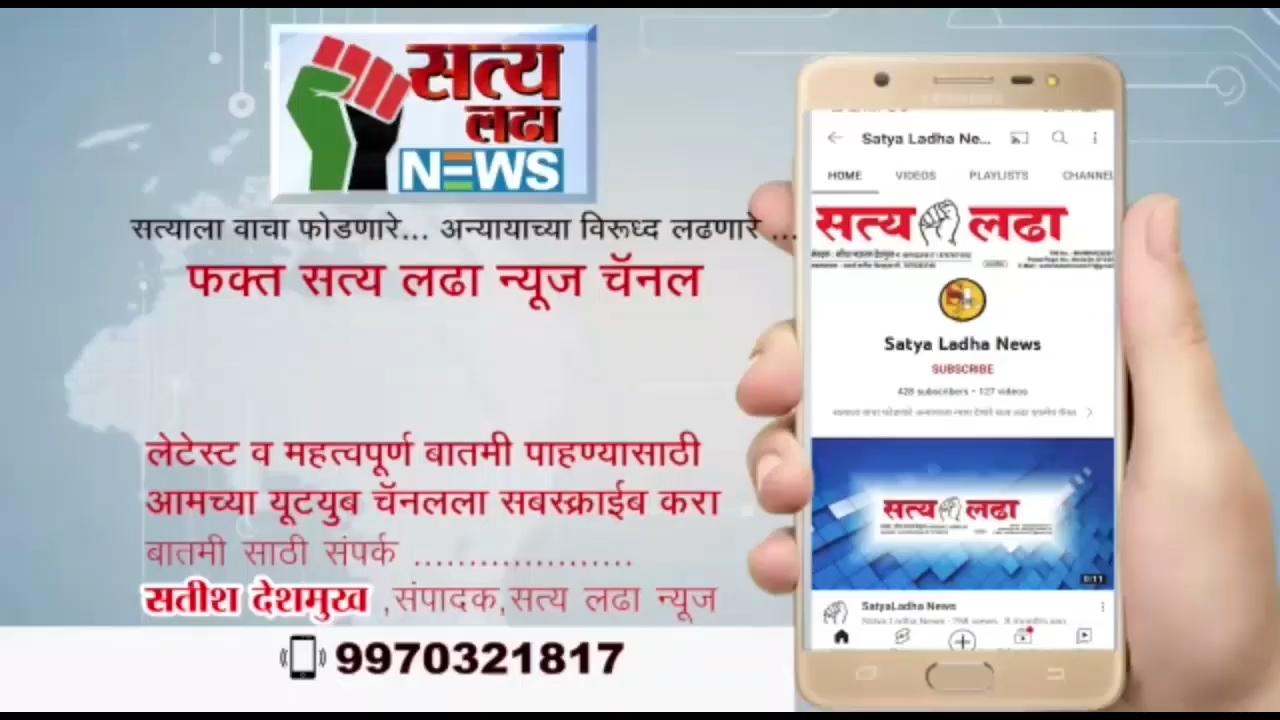 सत्य
लढा
NEWS
सत्याला वाचा फोडणारे... अन्यायाच्या विरूध्द लढणारे ...
फक्त सत्य लढा न्यूज चॅनल
लेटेस्ट व महत्वपूर्ण बातमी पाहण्यासाठी
आमच्या यूटयुब चॅनलला सबस्क्राईब करा
बातमी साठी संपर्क ....................
सतीश देशमुख ,संपादक,सत्य लढा न्यूज
9970321817
Satya Ladha Ne...
HOME VIDEOS PLAYLISTS CHANNEL
सत्य लढा
Satya Ladha News
SUBSCRIBE
428 subscribers • 127 videos
सत्य लढा
0:11
SatyaLadha News